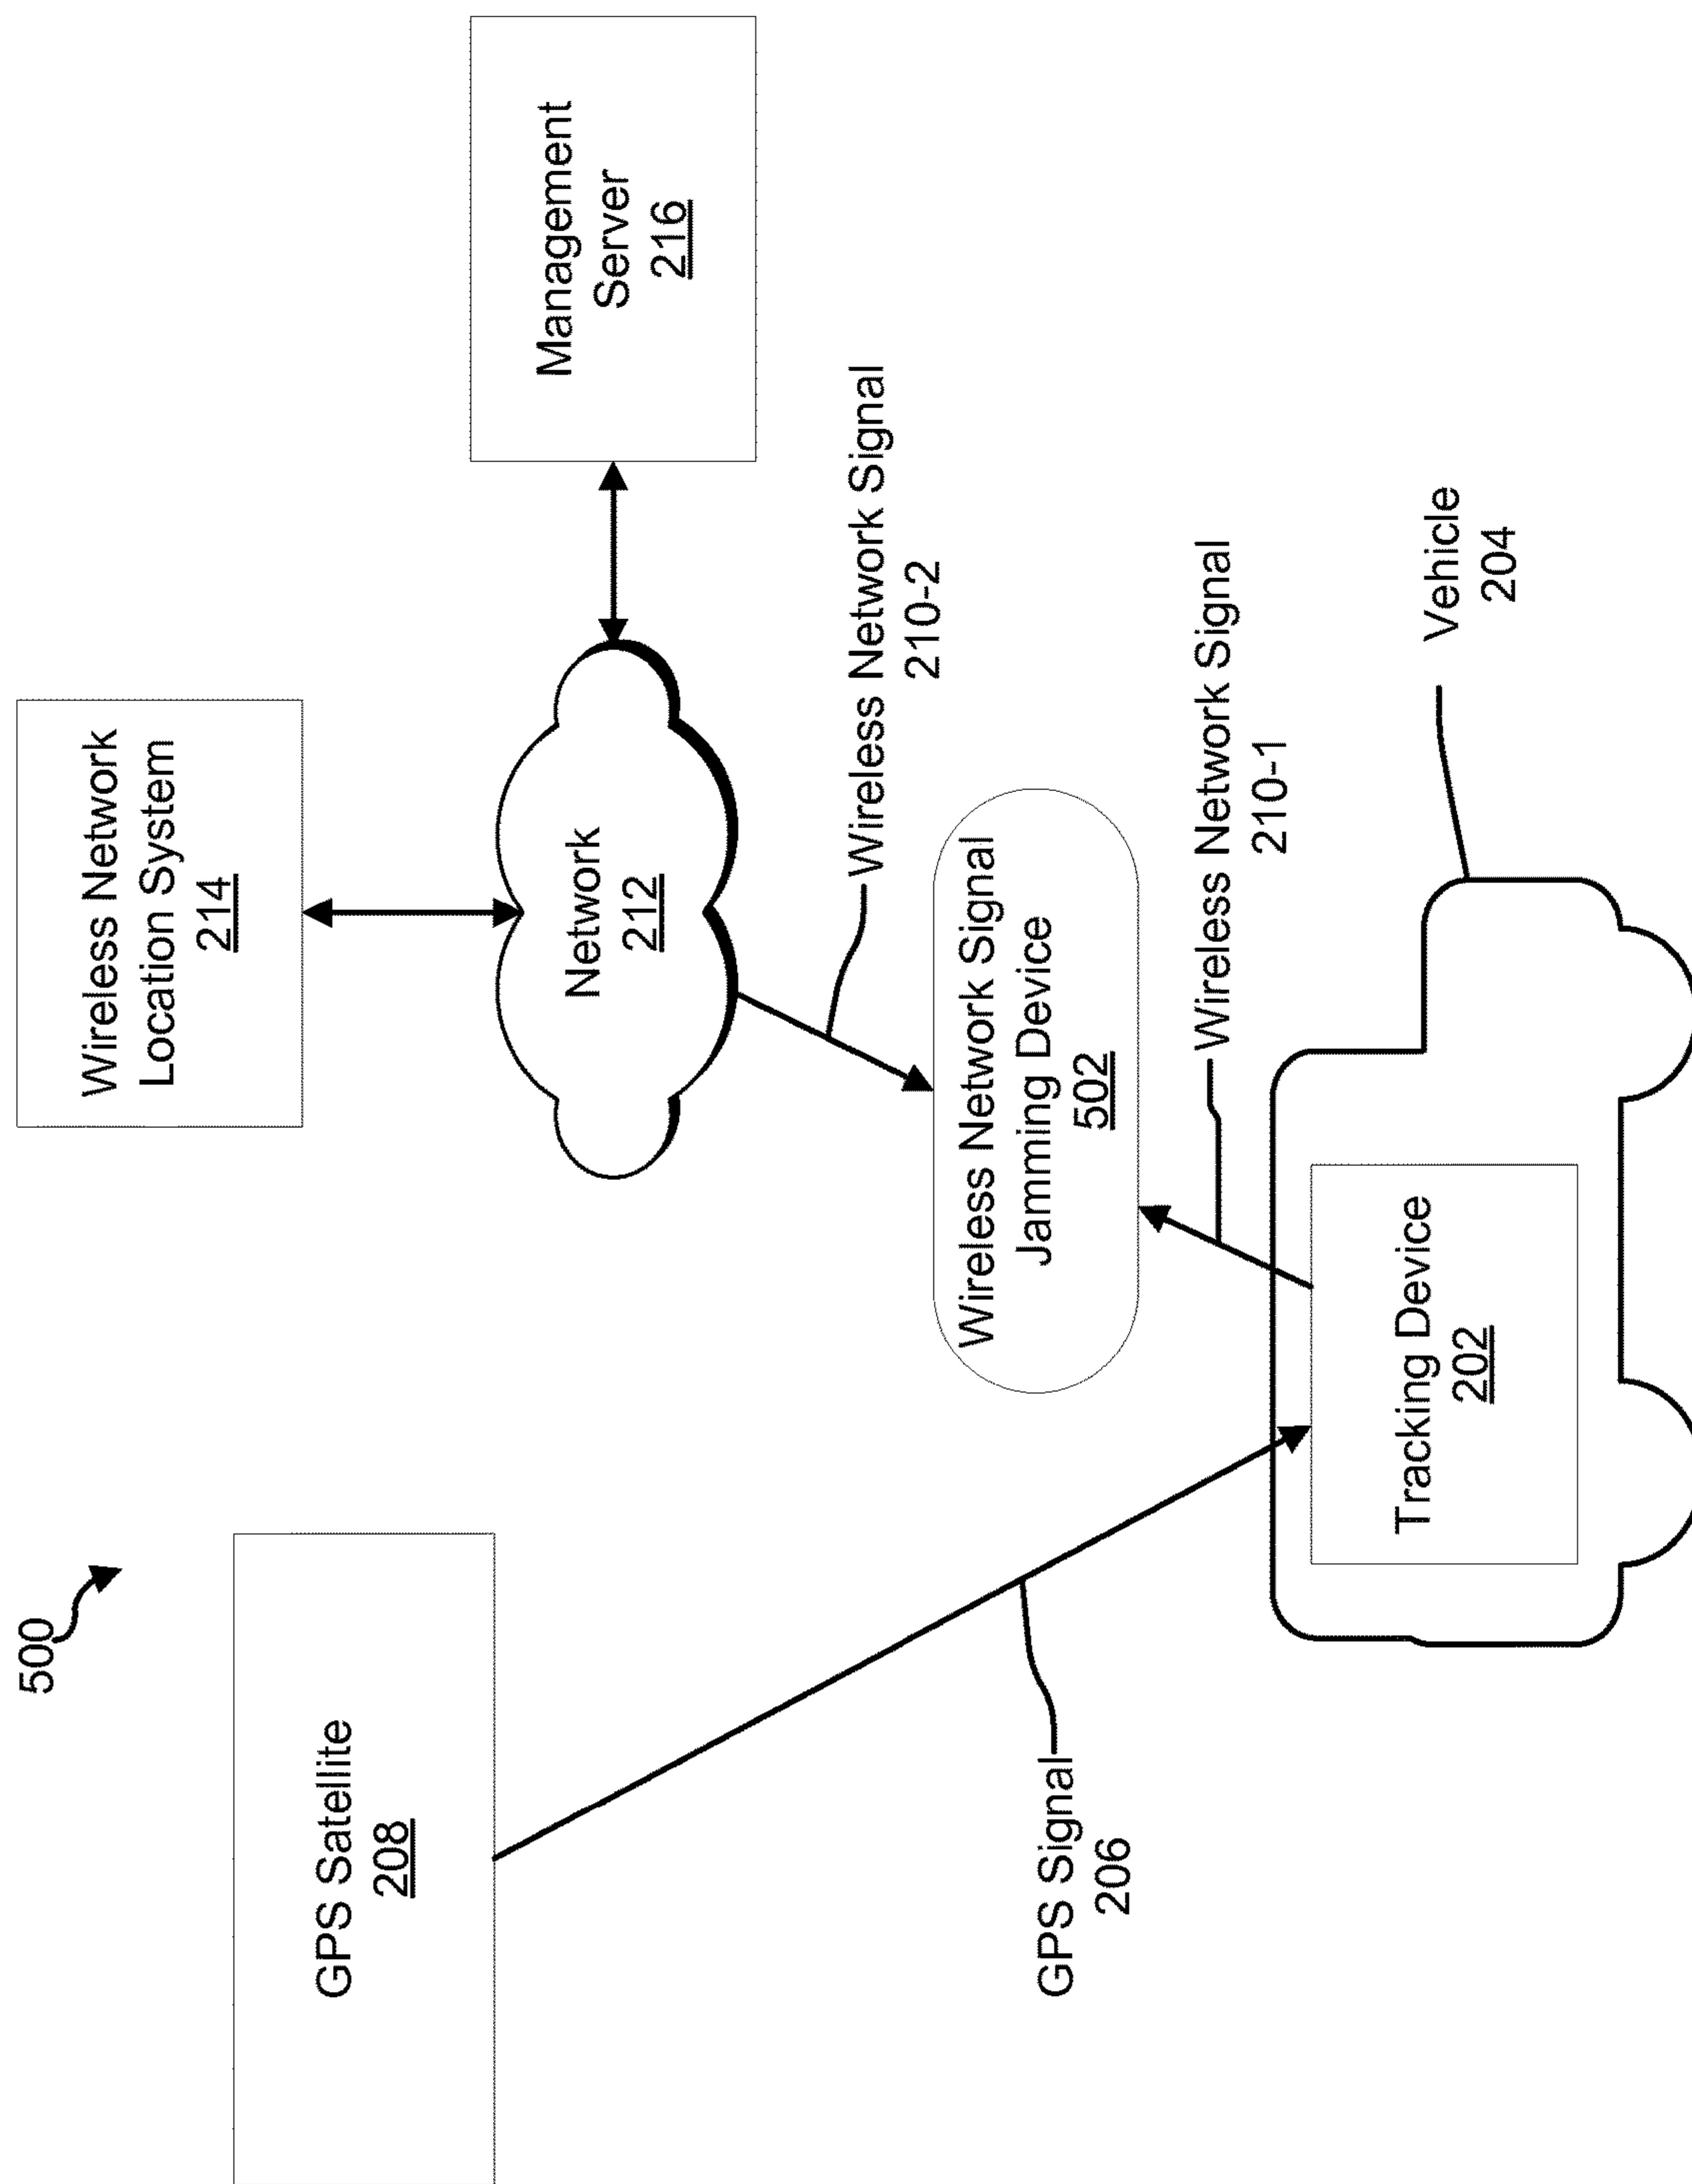 500
Wireless Network
Location System
214
GPS Satellite
208
Network
212
Management
Server
216
Wireless Network Signal
210-2
Wireless Network Signal
Jamming Device
502
GPS Signal
206
Wireless Network Signal
210-1
Tracking Device
202
Vehicle
204